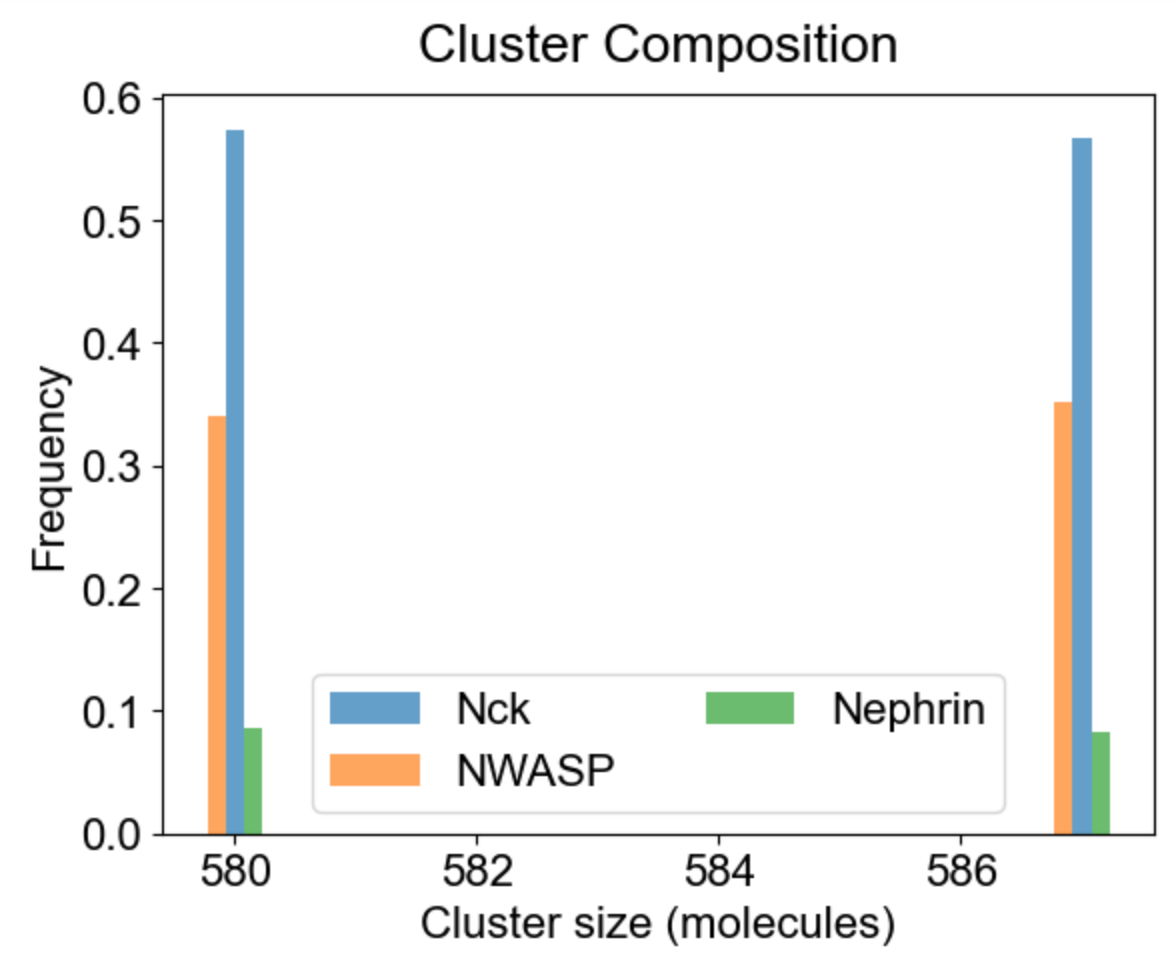 Cluster Composition
0.6
0.5
0.4
0.3
0.2
0.1
0.0
Frequency
Nck
NWASP
Nephrin
580 582 584 586
Cluster size (molecules)